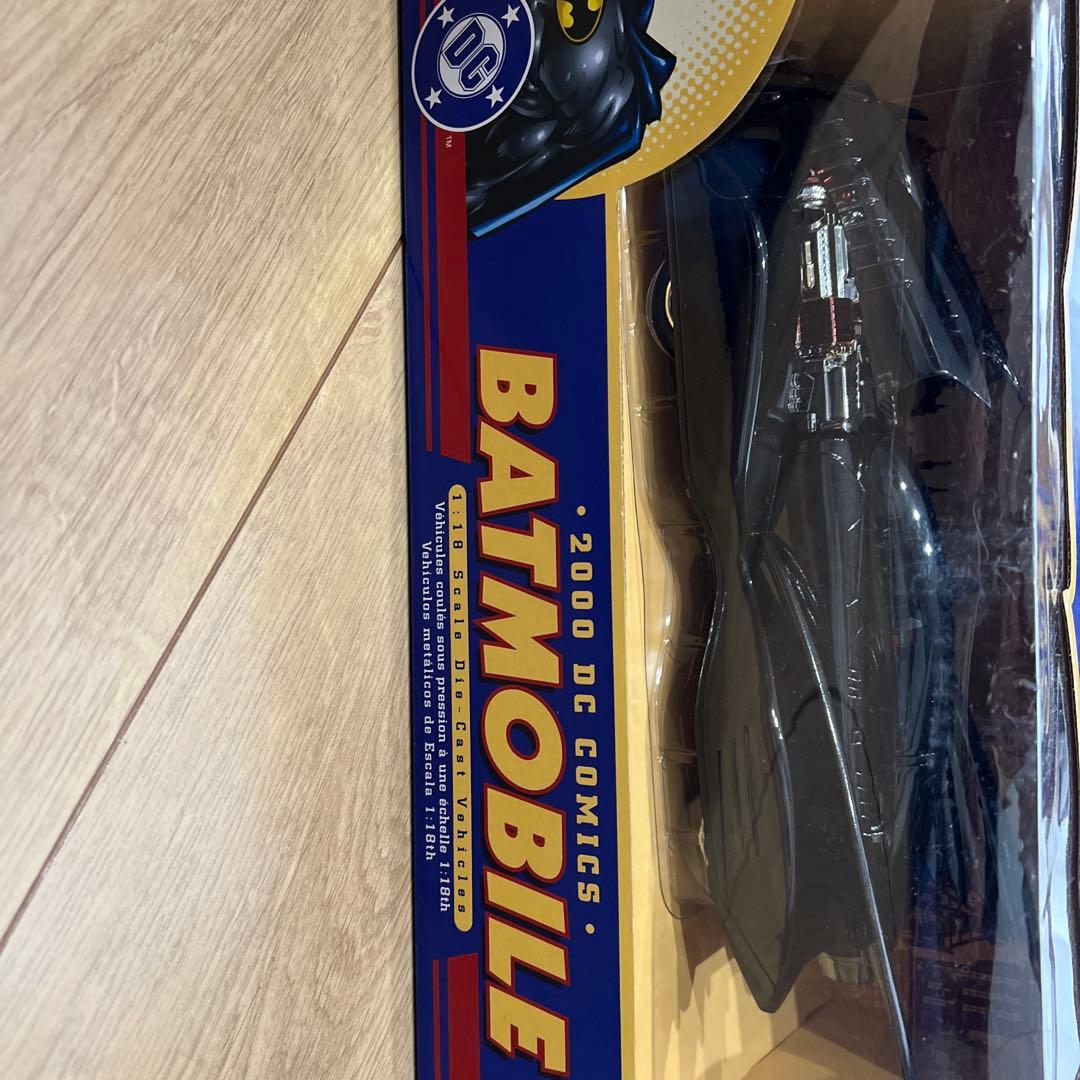 DC
TM
• 2000 DC COMICS •
BATMOBILE
1:18 Scale Die-Cast Vehicles
Véhicules coulés sous pression à une échelle 1:18th
Vehículos metálicos de Escala 1:18th